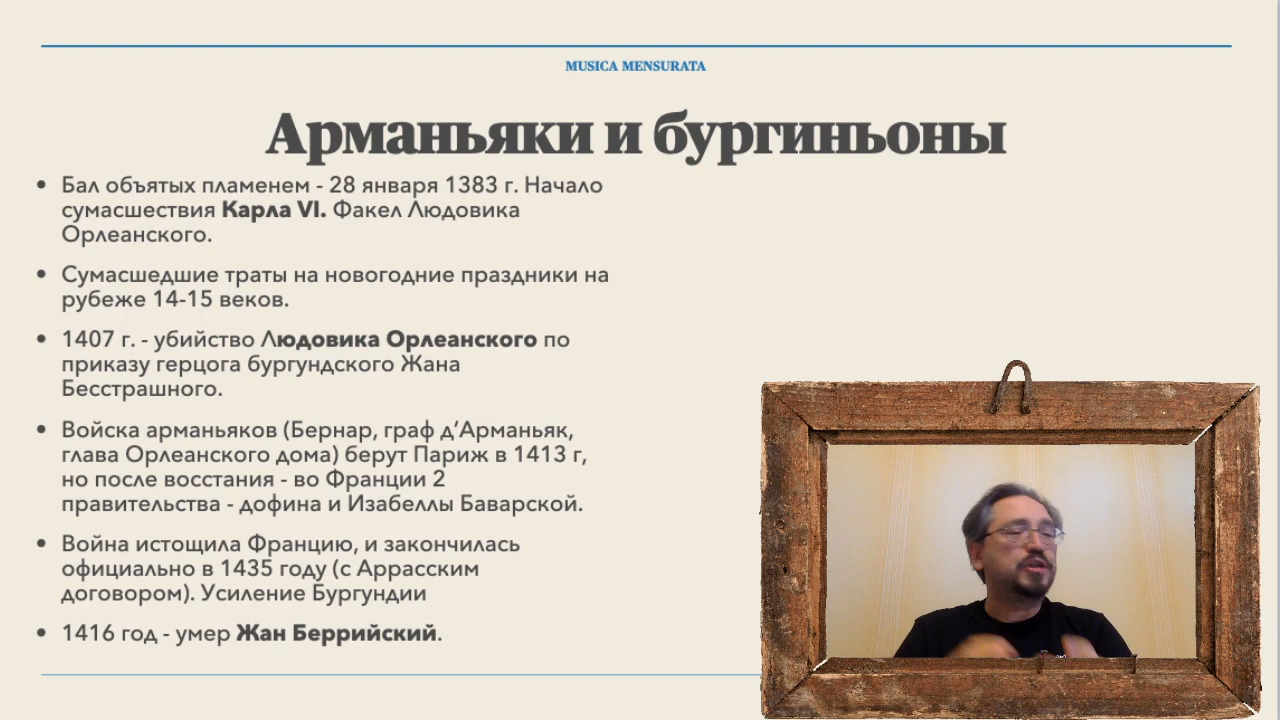 MUSICA MENSURATA
Арманьяки и бургиньоны
• Бал объятых пламенем - 28 января 1383 г. Начало
сумасшествия Карла VI. Факел Людовика
Орлеанского.
• Сумасшедшие траты на новогодние праздники на
рубеже 14-15 веков.
• 1407 г. - убийство Людовика Орлеанского по
приказу герцога бургундского Жана
Бесстрашного.
• Войска арманьяков (Бернар, граф д’Арманьяк,
глава Орлеанского дома) берут Париж в 1413 г,
но после восстания - во Франции 2
правительства - дофина и Изабеллы Баварской.
• Война истощила Францию, и закончилась
официально в 1435 году (с Аррасским
договором). Усиление Бургундии
• 1416 год - умер Жан Беррийский.